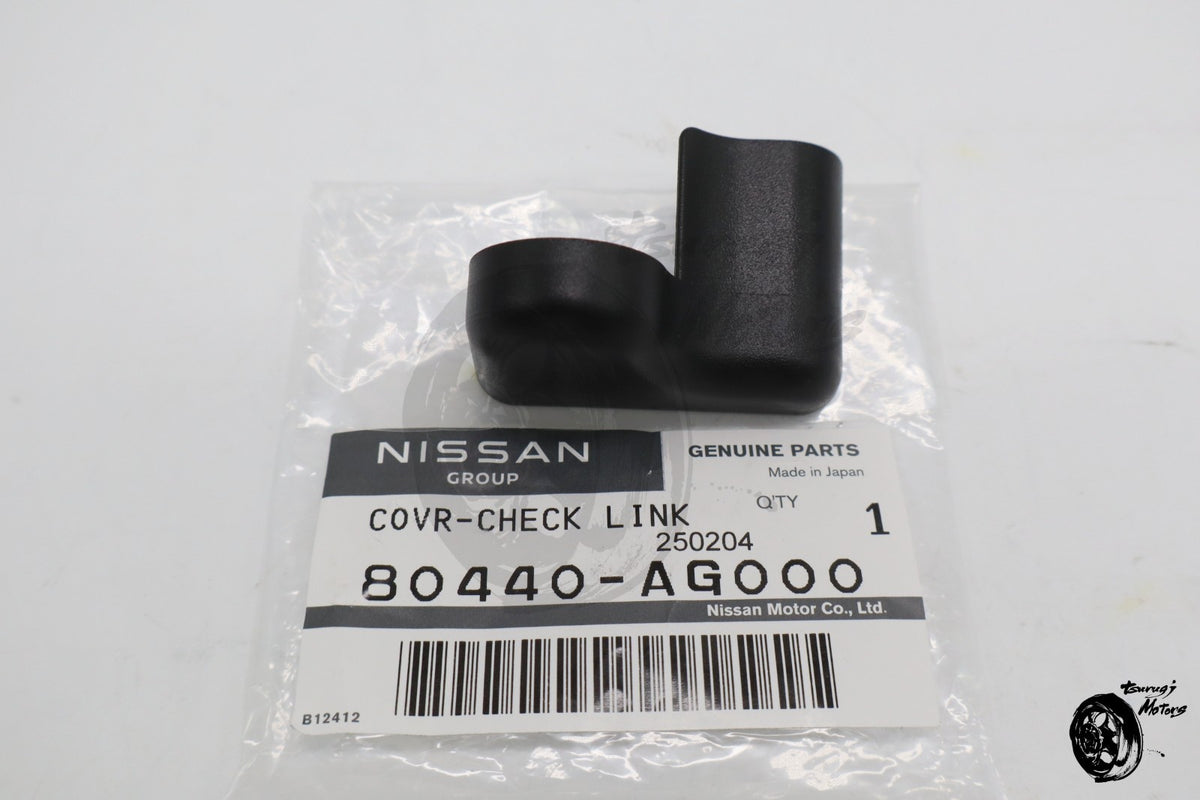 NISSAN
GROUP
GENUINE PARTS
Made in Japan
Q'TY
COVR-CHECK LINK
1
250204
80440-AG000
Nissan Motor Co., Ltd.
B12412
tsurugi
Motors